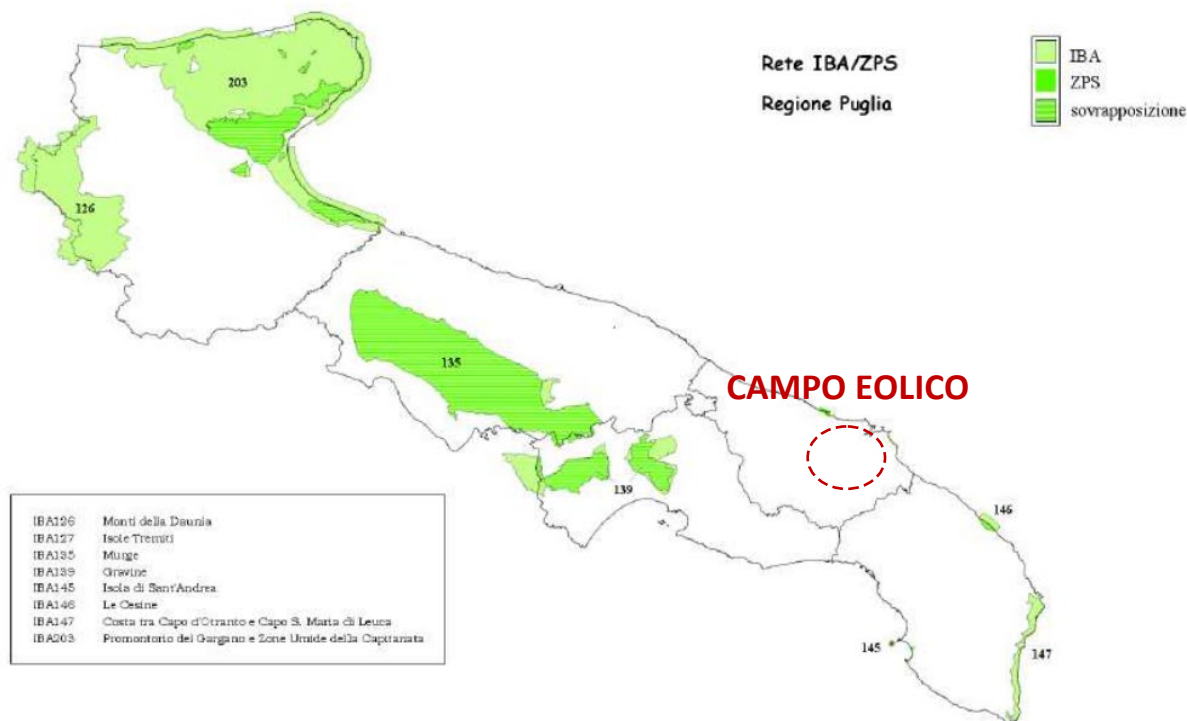 Rete IBA/ZPS
Regione Puglia
IBA
ZPS
sovrapposizione
203
126
135
CAMPO EOLICO
139
146
145
147
IBA126 Monti della Daunia
IBA127 Isole Tremiti
IBA135 Murge
IBA139 Gravine
IBA145 Isola di Sant'Andrea
IBA146 Le Cesine
IBA147 Costa tra Capo d'Otranto e Capo S. Maria di Leuca
IBA203 Promontorio del Gargano e Zone Umide della Capitanata